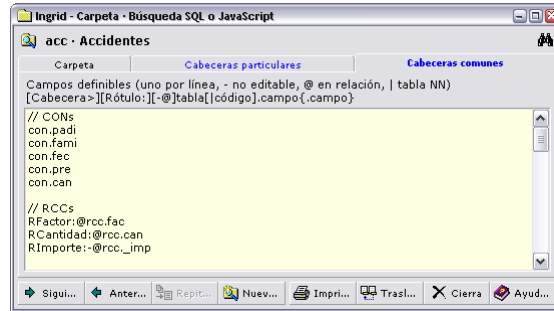 Ingrid - Carpeta · Búsqueda SQL o JavaScript
acc · Accidentes
Carpeta
Cabeceras particulares
Cabeceras comunes
Campos definibles (uno por línea, - no editable, @ en relación, | tabla NN)
[Cabecera>][Rótulo:][-@]tabla[|código].campo{.campo}
// CONs
con.padi
con.fami
con.fec
con.pre
con.can
// RCCs
RFactor:@rcc.fac
RCantidad:@rcc.can
RImporte:-@rcc._imp
Sigui... Anter... Repit... Nuev... Impri... Trasl... Cierra Ayud...